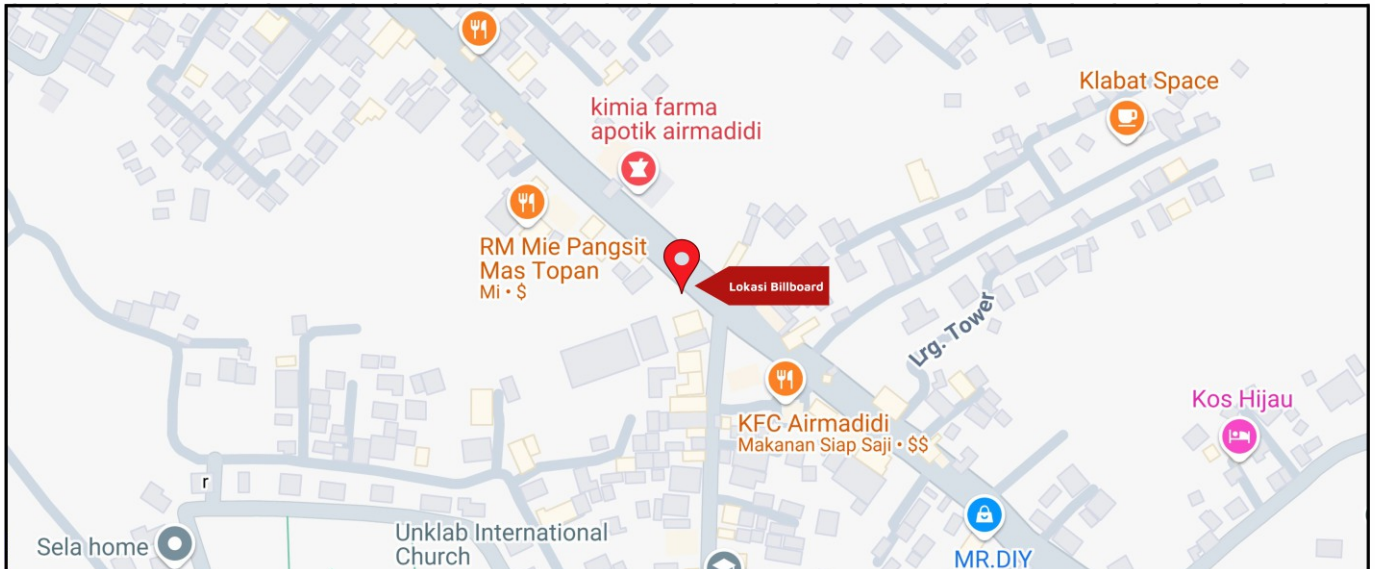 Klabat Space
kimia farma
apotik airmadidi
RM Mie Pangsit
Mas Topan
Mi • $
Lokasi Billboard
Lrg. Tower
KFC Airmadidi
Makanan Siap Saji • $$
Kos Hijau
r
Sela home
Unklab International
Church
MR.DIY